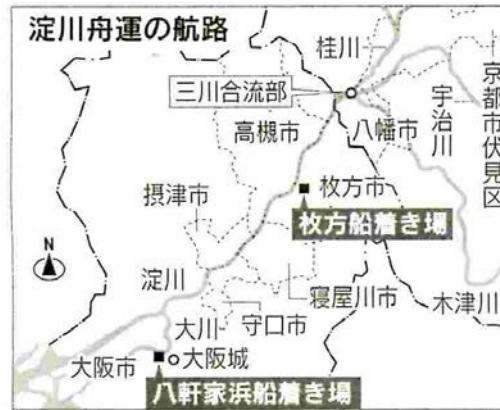 淀川舟運の航路
桂川
三川合流部
京都市伏見区
宇治川
高槻市
八幡市
摂津市
枚方市
枚方船着き場
N
淀川
寝屋川市
木津川
大川
守口市
大阪市
大阪城
八軒家浜船着き場